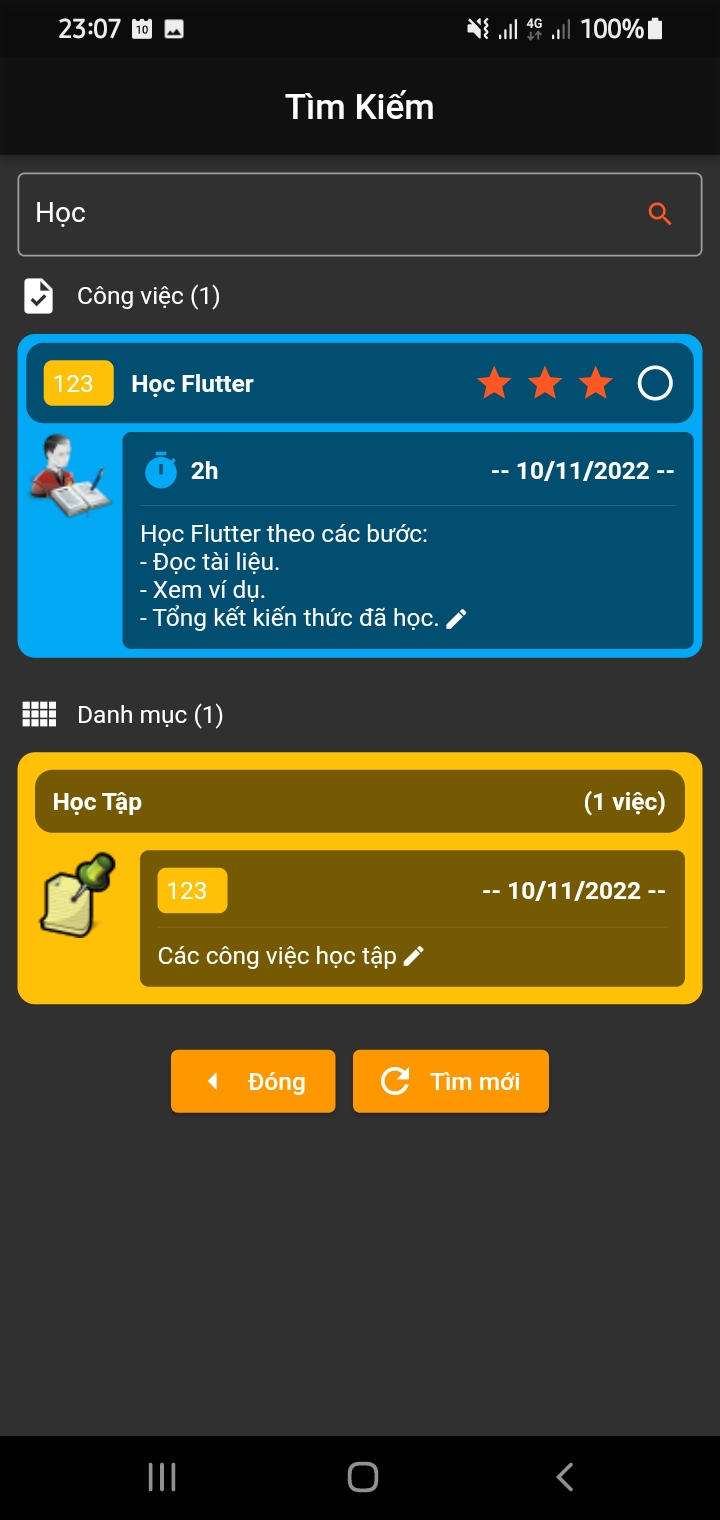 23:07 10 4G 100%
Tìm Kiếm
Học
Công việc (1)
123 Học Flutter
2h -- 10/11/2022 --
Học Flutter theo các bước:
- Đọc tài liệu.
- Xem ví dụ.
- Tổng kết kiến thức đã học.
Danh mục (1)
Học Tập (1 việc)
123 -- 10/11/2022 --
Các công việc học tập
Đóng Tìm mới